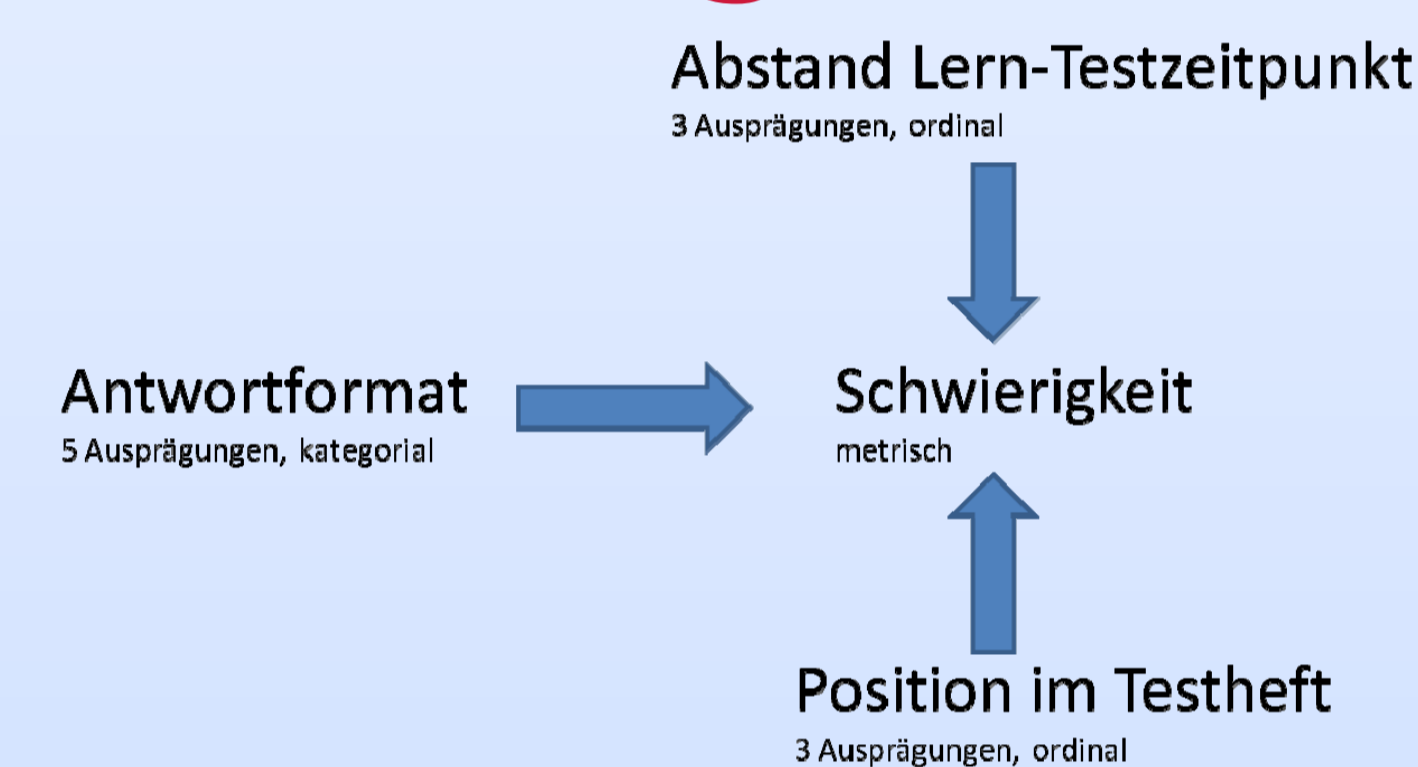 Abstand Lern-Testzeitpunkt
3 Ausprägungen, ordinal
Antwortformat
5 Ausprägungen, kategorial
Schwierigkeit
metrisch
Position im Testheft
3 Ausprägungen, ordinal